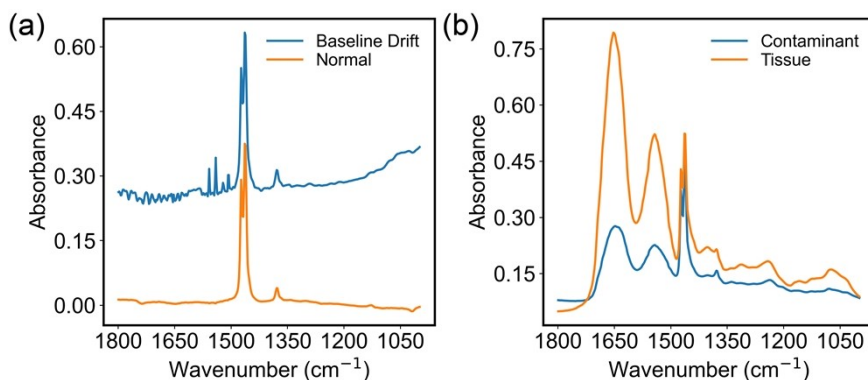 (a)
Absorbance
0.60
0.45
0.30
0.15
0.00
Baseline Drift
Normal
1800 1650 1500 1350 1200 1050
Wavenumber (cm⁻¹)
(b)
Absorbance
0.75
0.60
0.45
0.30
0.15
Contaminant
Tissue
1800 1650 1500 1350 1200 1050
Wavenumber (cm⁻¹)